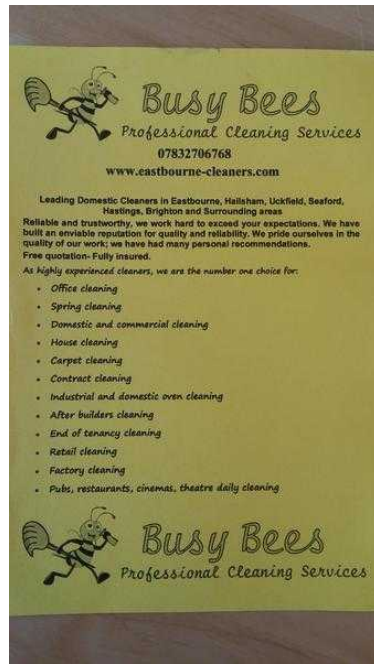 Busy Bees
Professional Cleaning Services
07832706768
www.eastbourne-cleaners.com
Leading Domestic Cleaners in Eastbourne, Hailsham, Uckfield, Seaford,
Hastings, Brighton and Surrounding areas
Reliable and trustworthy, we work hard to exceed your expectations. We have
built an enviable reputation for quality and reliability. We pride ourselves in the
quality of our work; we have had many personal recommendations.
Free quotation- Fully insured.
As highly experienced cleaners, we are the number one choice for:
• Office cleaning
• Spring cleaning
• Domestic and commercial cleaning
• House cleaning
• Carpet cleaning
• Contract cleaning
• Industrial and domestic oven cleaning
• After builders cleaning
• End of tenancy cleaning
• Retail cleaning
• Factory cleaning
• Pubs, restaurants, cinemas, theatre daily cleaning
Busy Bees
Professional Cleaning Services